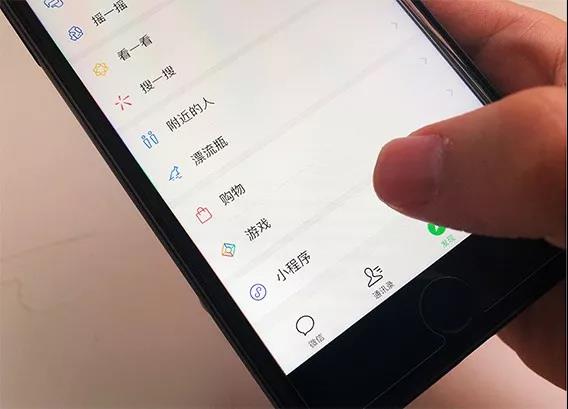 摇一摇
看一看
搜一搜
附近的人
漂流瓶
购物
游戏
小程序
微信
通讯录
发现